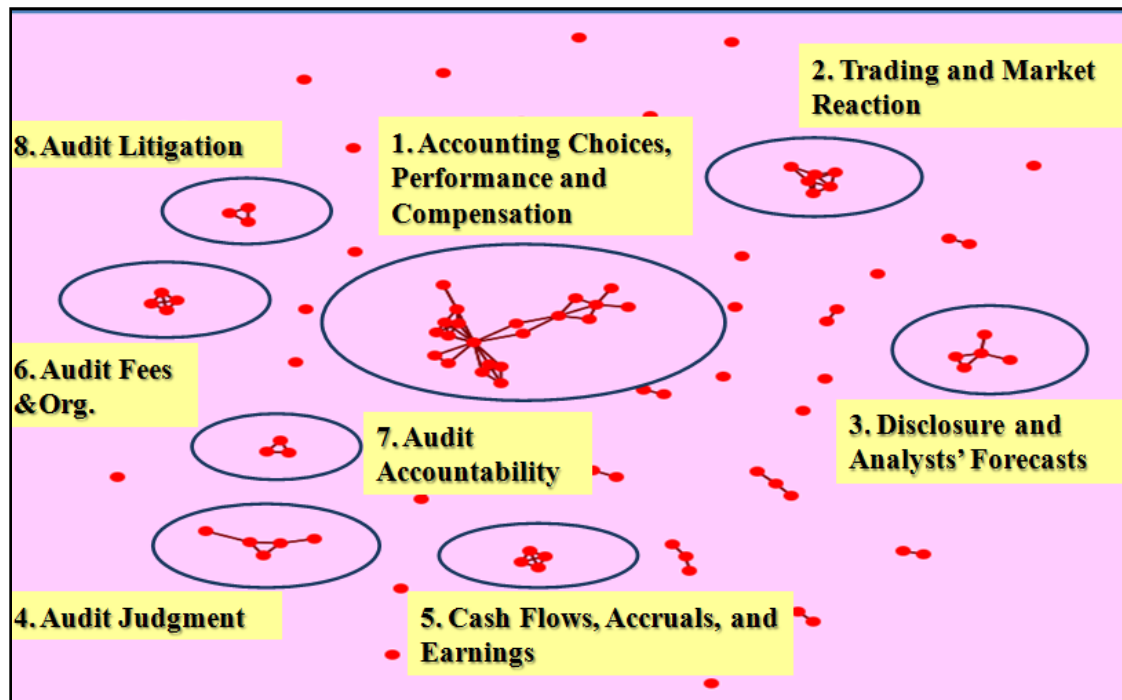 2. Trading and Market
Reaction
8. Audit Litigation
1. Accounting Choices,
Performance and
Compensation
6. Audit Fees
&Org.
7. Audit
Accountability
3. Disclosure and
Analysts’ Forecasts
4. Audit Judgment
5. Cash Flows, Accruals, and
Earnings